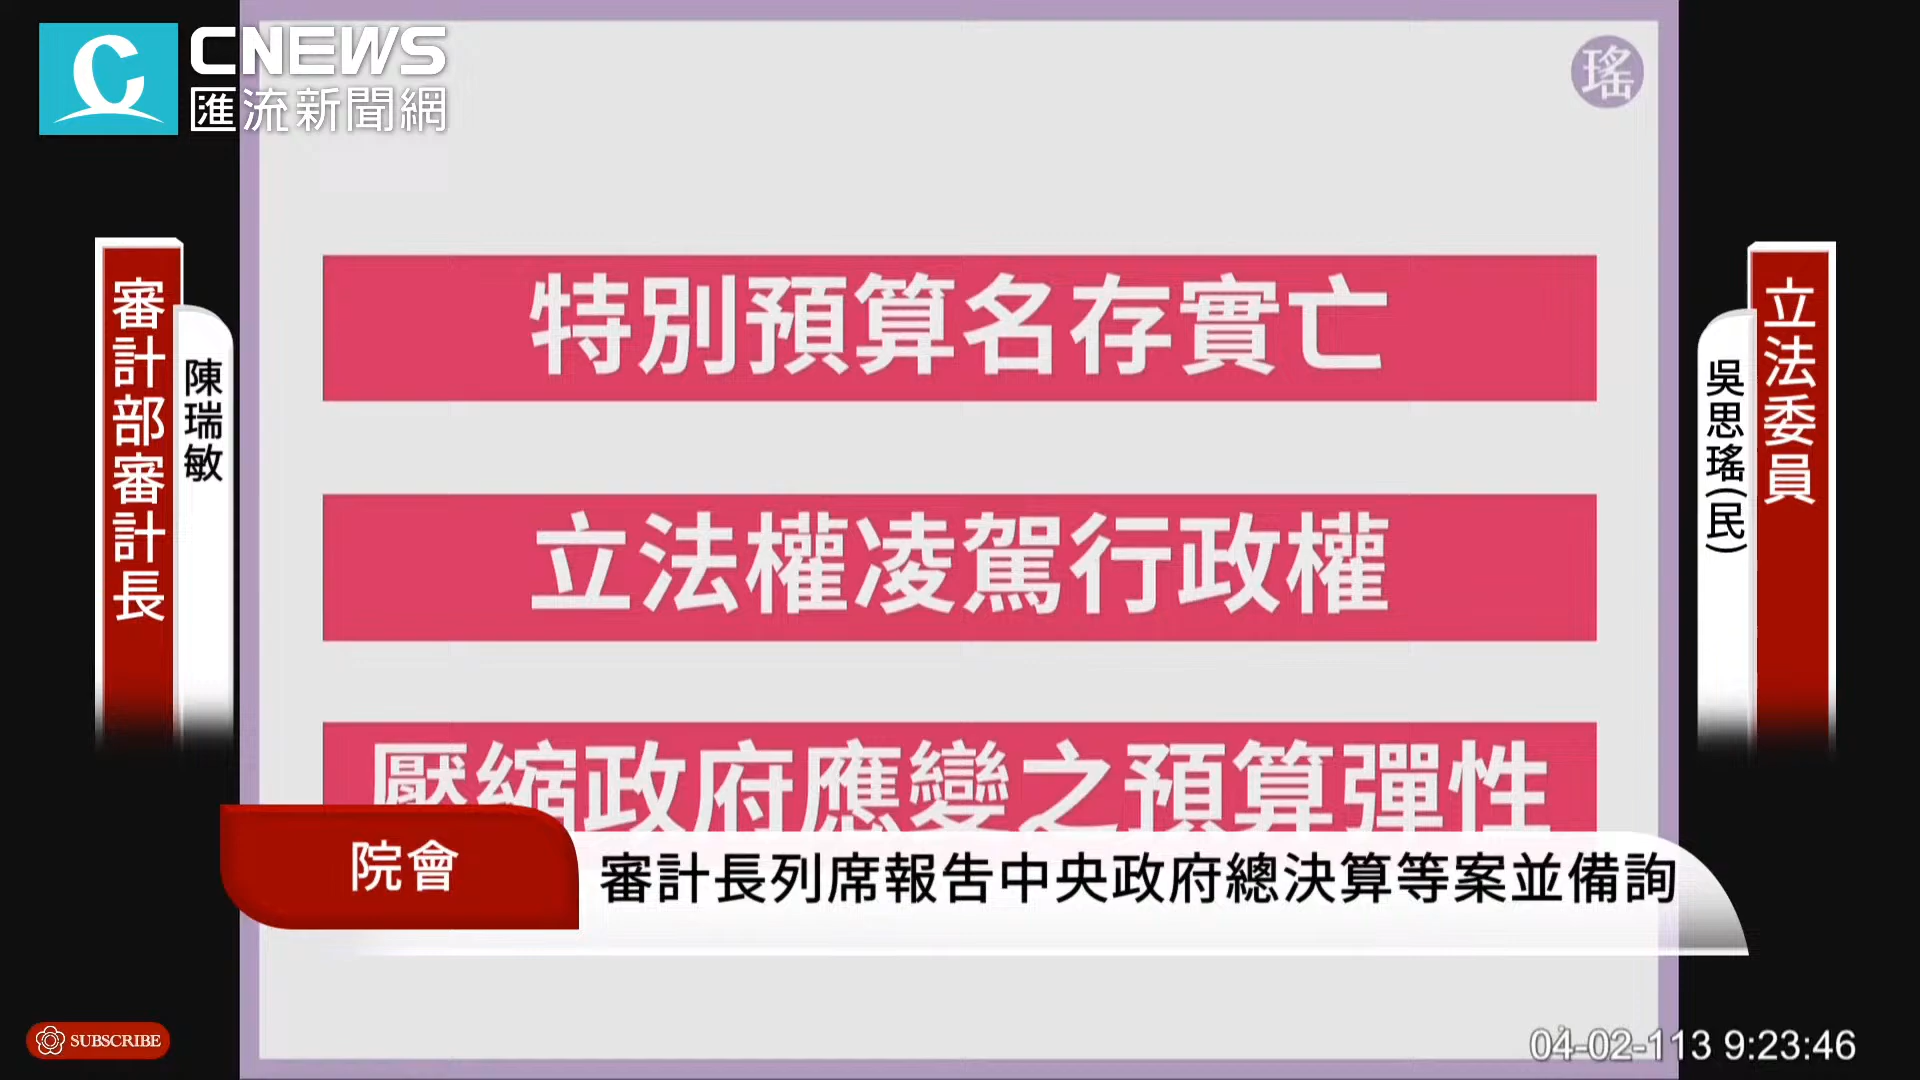 CNEWS
匯流新聞網
瑤
特別預算名存實亡
立法權凌駕行政權
壓縮政府應變之預算彈性
審計部審計長
陳瑞敏
立法委員
吳思瑤(民)
院會
審計長列席報告中央政府總決算等案並備詢
SUBSCRIBE
04-02-113 9:23:46